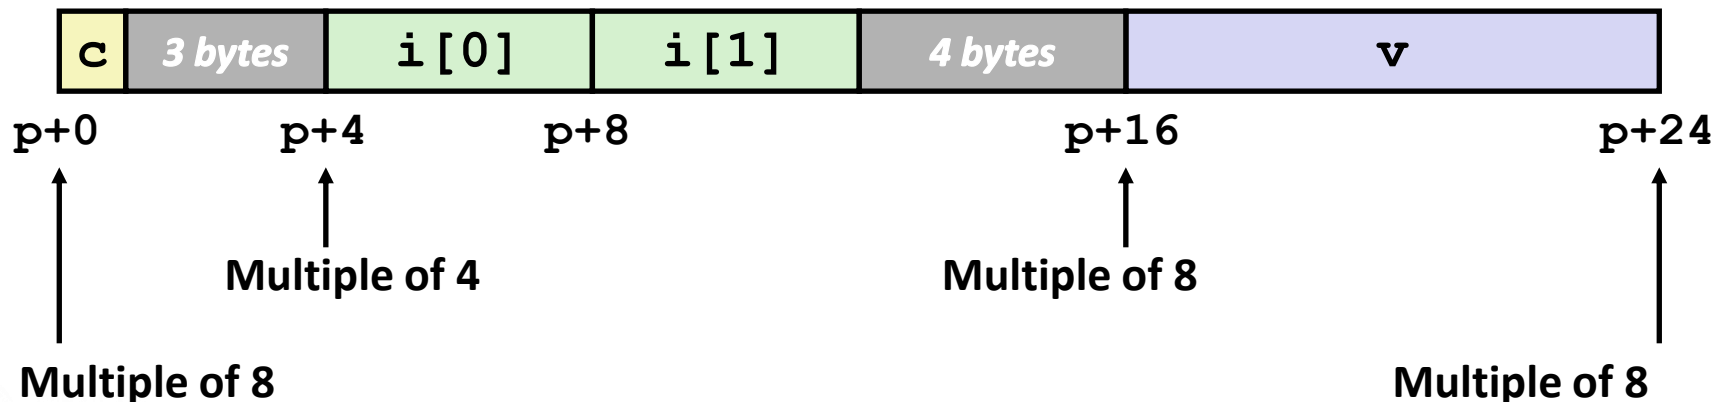 c 3 bytes i[0] i[1] 4 bytes v
p+0 p+4 p+8 p+16 p+24
Multiple of 4 Multiple of 8
Multiple of 8 Multiple of 8